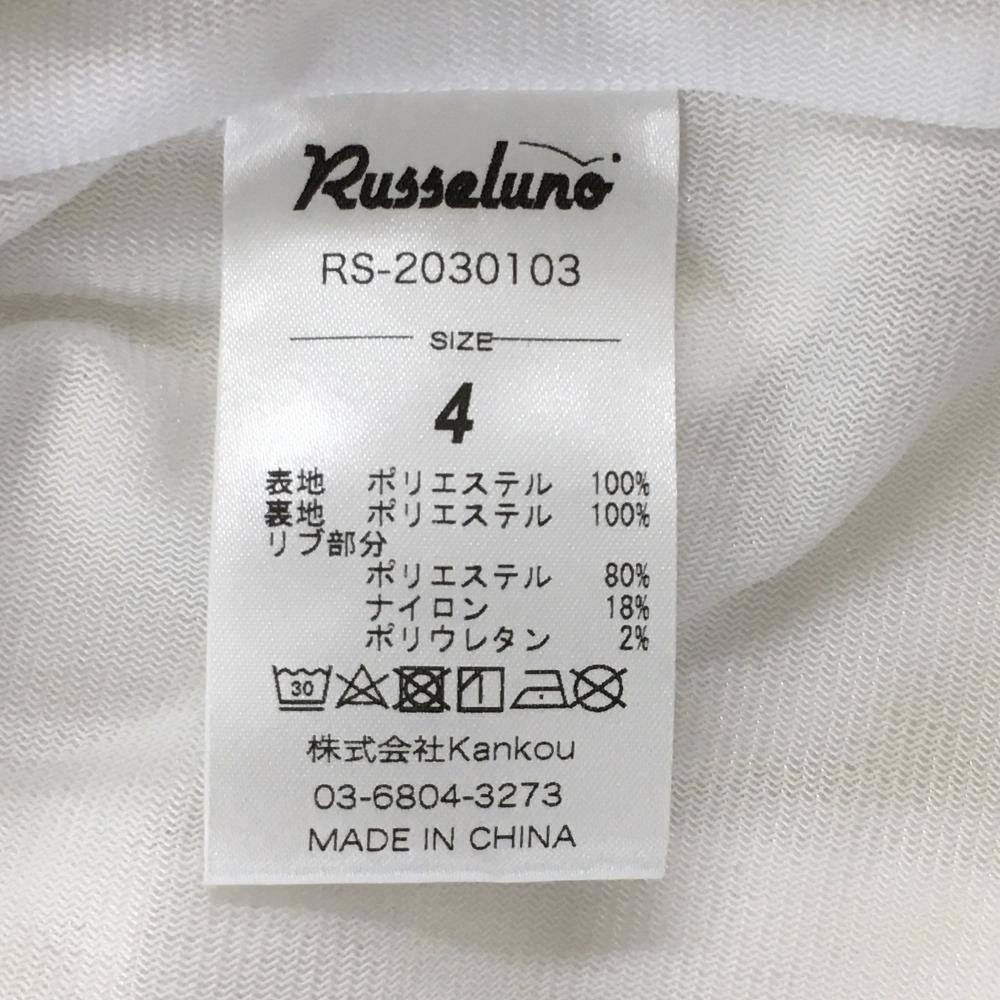 Russeluno
RS-2030103
SIZE
4
表地 ポリエステル 100%
裏地 ポリエステル 100%
リブ部分
ポリエステル 80%
ナイロン 18%
ポリウレタン 2%
30
株式会社Kankou
03-6804-3273
MADE IN CHINA